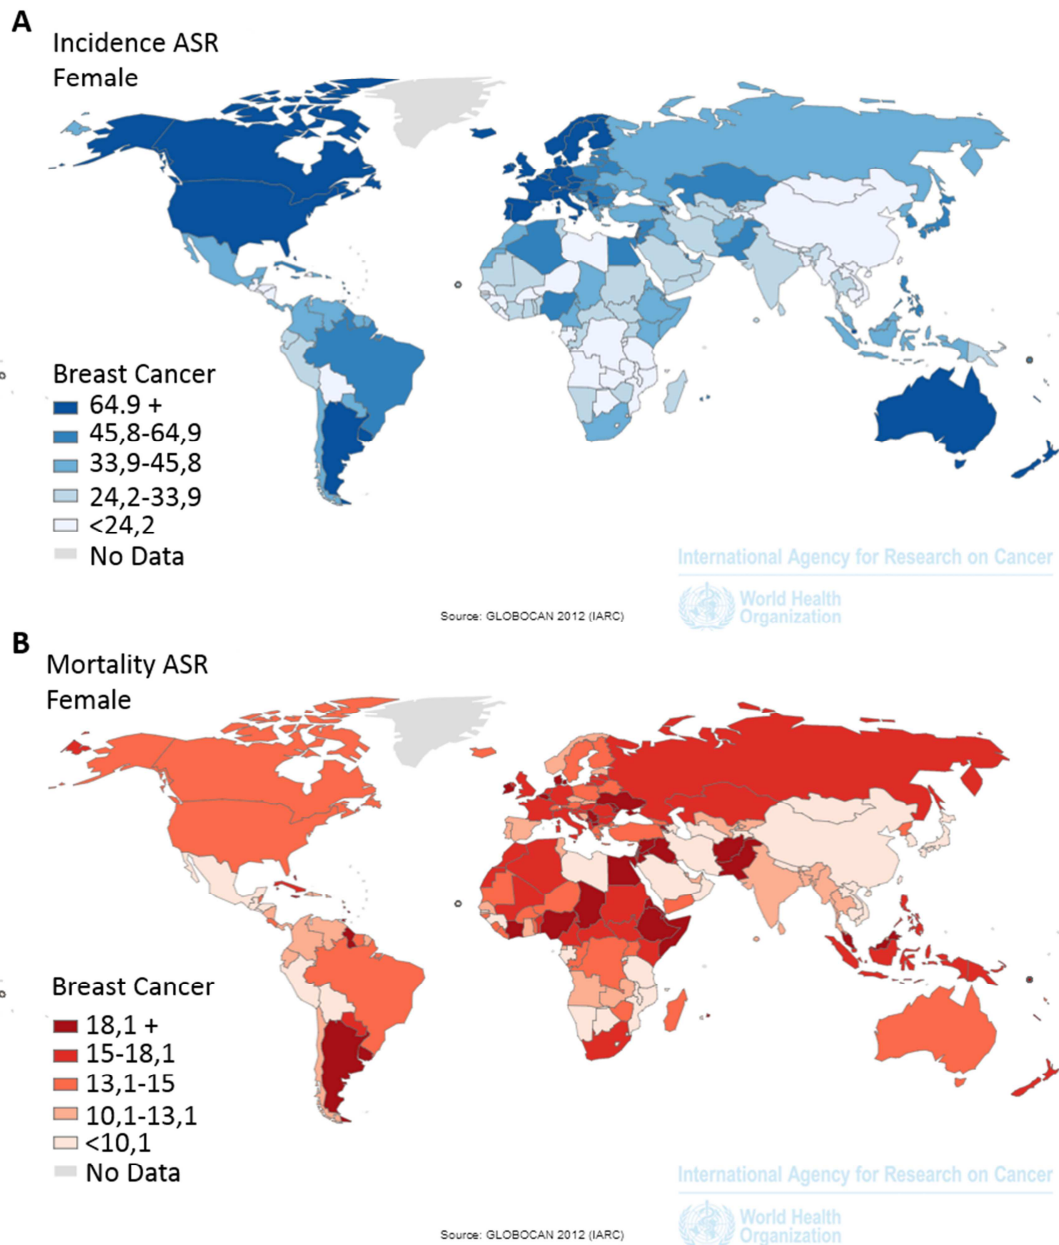 A
Incidence ASR
Female
Breast Cancer
64.9 +
45,8-64,9
33,9-45,8
24,2-33,9
<24,2
No Data
International Agency for Research on Cancer
World Health
Organization
Source: GLOBOCAN 2012 (IARC)
B
Mortality ASR
Female
Breast Cancer
18,1 +
15-18,1
13,1-15
10,1-13,1
<10,1
No Data
International Agency for Research on Cancer
World Health
Organization
Source: GLOBOCAN 2012 (IARC)